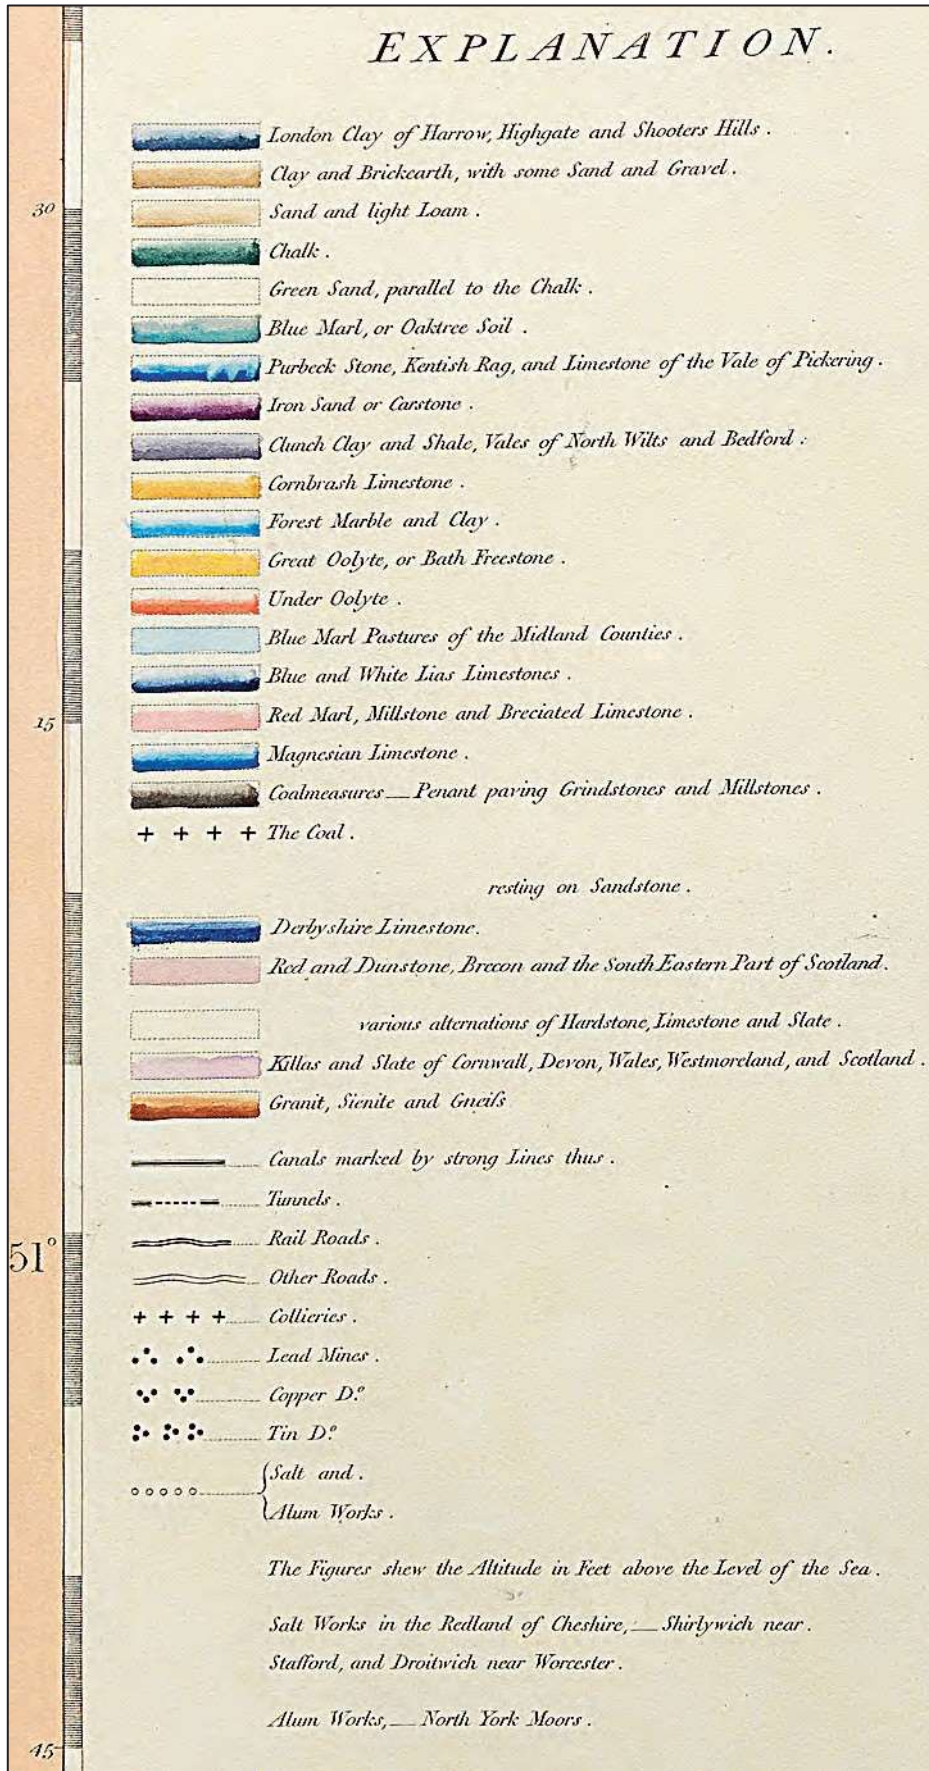 EXPLANATION.
London Clay of Harrow, Highgate and Shooters Hills.
Clay and Brickearth, with some Sand and Gravel.
30
Sand and light Loam.
Chalk.
Green Sand, parallel to the Chalk.
Blue Marl, or Oaktree Soil.
Purbeck Stone, Kentish Rag, and Limestone of the Vale of Pickering.
Iron Sand or Carstone.
Clunch Clay and Shale, Vales of North Wilts and Bedford:
Cornbrash Limestone.
Forest Marble and Clay.
Great Oolyte, or Bath Freestone.
Under Oolyte.
Blue Marl Pastures of the Midland Counties.
Blue and White Lias Limestones.
15
Red Marl, Millstone and Breciated Limestone.
Magnesian Limestone.
Coalmeasures — Penant paving Grindstones and Millstones.
The Coal.
resting on Sandstone.
Derbyshire Limestone.
Red and Dunstone, Brecon and the South Eastern Part of Scotland.
various alternations of Hardstone, Limestone and Slate.
Killas and Slate of Cornwall, Devon, Wales, Westmoreland, and Scotland.
Granit, Sienite and Gneiſs
Canals marked by strong Lines thus.
Tunnels.
Rail Roads.
51°
Other Roads.
Collieries.
Lead Mines.
Copper Dº
Tin Dº
Salt and.
Alum Works.
The Figures shew the Altitude in Feet above the Level of the Sea.
Salt Works in the Redland of Cheshire, — Shirlywich near.
Stafford, and Droitwich near Worcester.
Alum Works, — North York Moors.
45